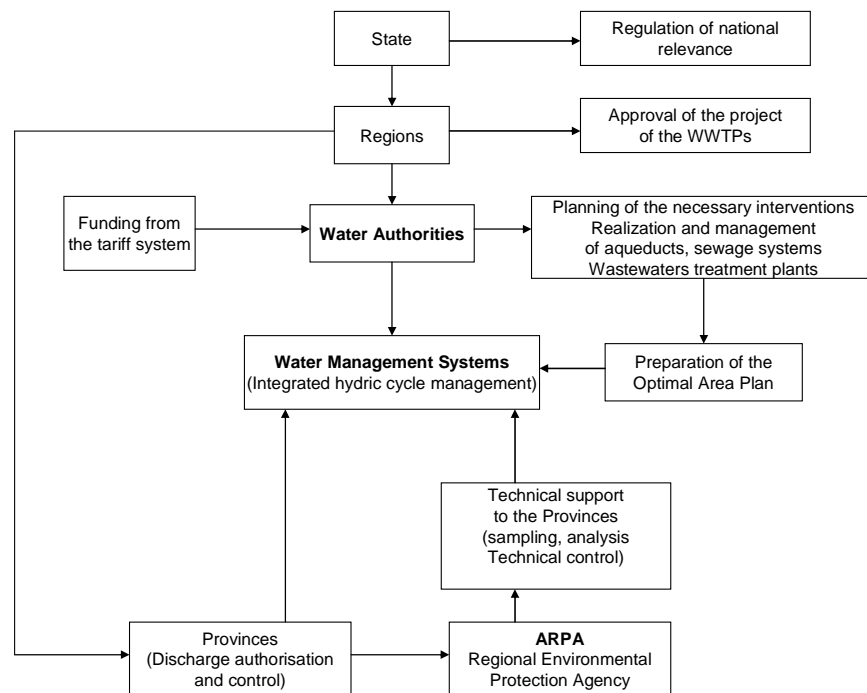 State
Regulation of national
relevance
Regions
Approval of the project
of the WWTPs
Funding from
the tariff system
Water Authorities
Planning of the necessary interventions
Realization and management
of aqueducts, sewage systems
Wastewaters treatment plants
Water Management Systems
(Integrated hydric cycle management)
Preparation of the
Optimal Area Plan
Technical support
to the Provinces
(sampling, analysis
Technical control)
Provinces
(Discharge authorisation
and control)
ARPA
Regional Environmental
Protection Agency